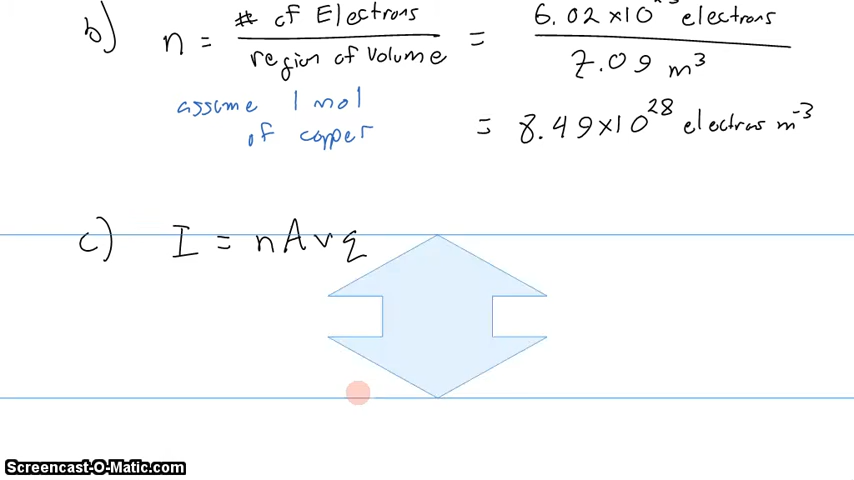 b) n = # of Electrons / region of Volume = 6.02 x 10 electrons / 7.09 m³
assume 1 mol of copper
= 8.49 x 10²⁸ electrons m⁻³
c) I = nAvq
Screencast-O-Matic.com